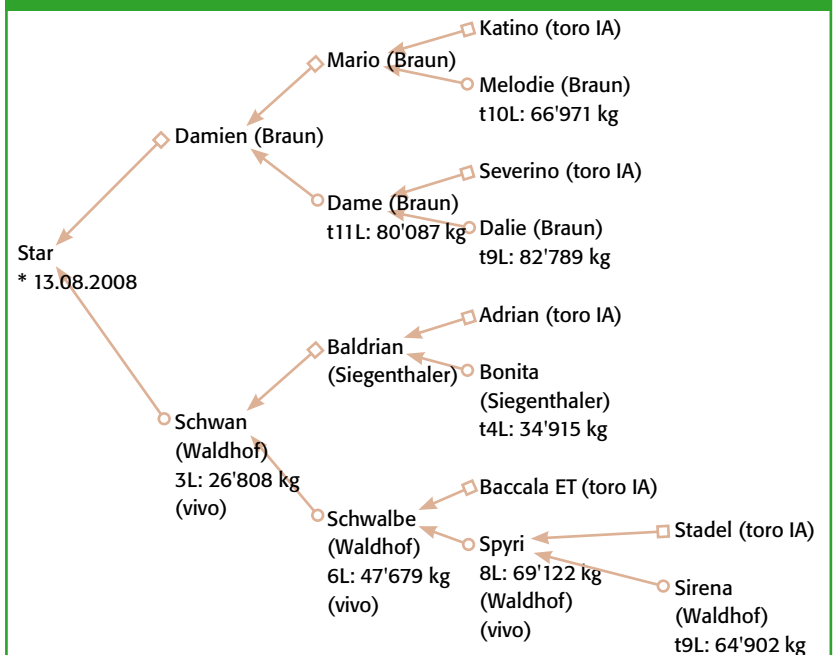 Katino (toro IA)
Mario (Braun)
Melodie (Braun)
t10L: 66'971 kg
Damien (Braun)
Severino (toro IA)
Dame (Braun)
t11L: 80'087 kg
Dalie (Braun)
t9L: 82'789 kg
Star
* 13.08.2008
Adrian (toro IA)
Baldrian
(Siegenthaler)
Bonita
(Siegenthaler)
t4L: 34'915 kg
Schwan
(Waldhof)
3L: 26'808 kg
(vivo)
Baccala ET (toro IA)
Schwalbe
(Waldhof)
6L: 47'679 kg
(vivo)
Spyri
8L: 69'122 kg
(Waldhof)
(vivo)
Stadel (toro IA)
Sirena
(Waldhof)
t9L: 64'902 kg